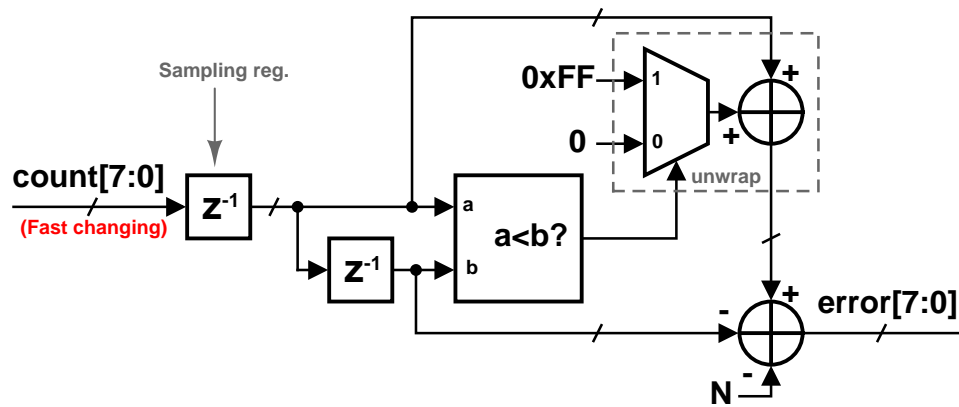 Sampling reg.
0xFF
1
+
0
0
+
unwrap
count[7:0]
(Fast changing)
z-1
a
a<b?
z-1
b
+
-
error[7:0]
-
N